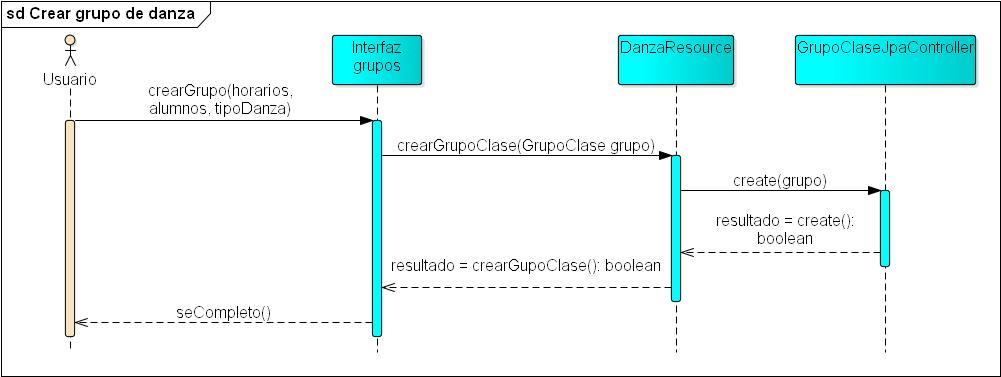 sd Crear grupo de danza
Usuario
Interfaz
grupos
DanzaResource
GrupoClaseJpaController
crearGrupo(horarios,
alumnos, tipoDanza)
crearGrupoClase(GrupoClase grupo)
create(grupo)
resultado = create():
boolean
resultado = crearGupoClase(): boolean
seCompleto()